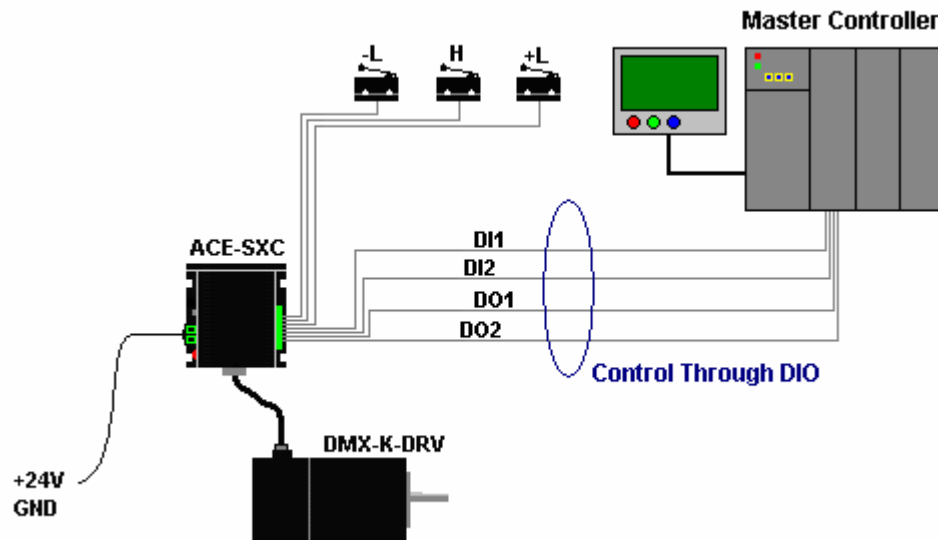 Master Controller
-L
H
+L
ACE-SXC
DI1
DI2
DO1
DO2
Control Through DIO
DMX-K-DRV
+24V
GND